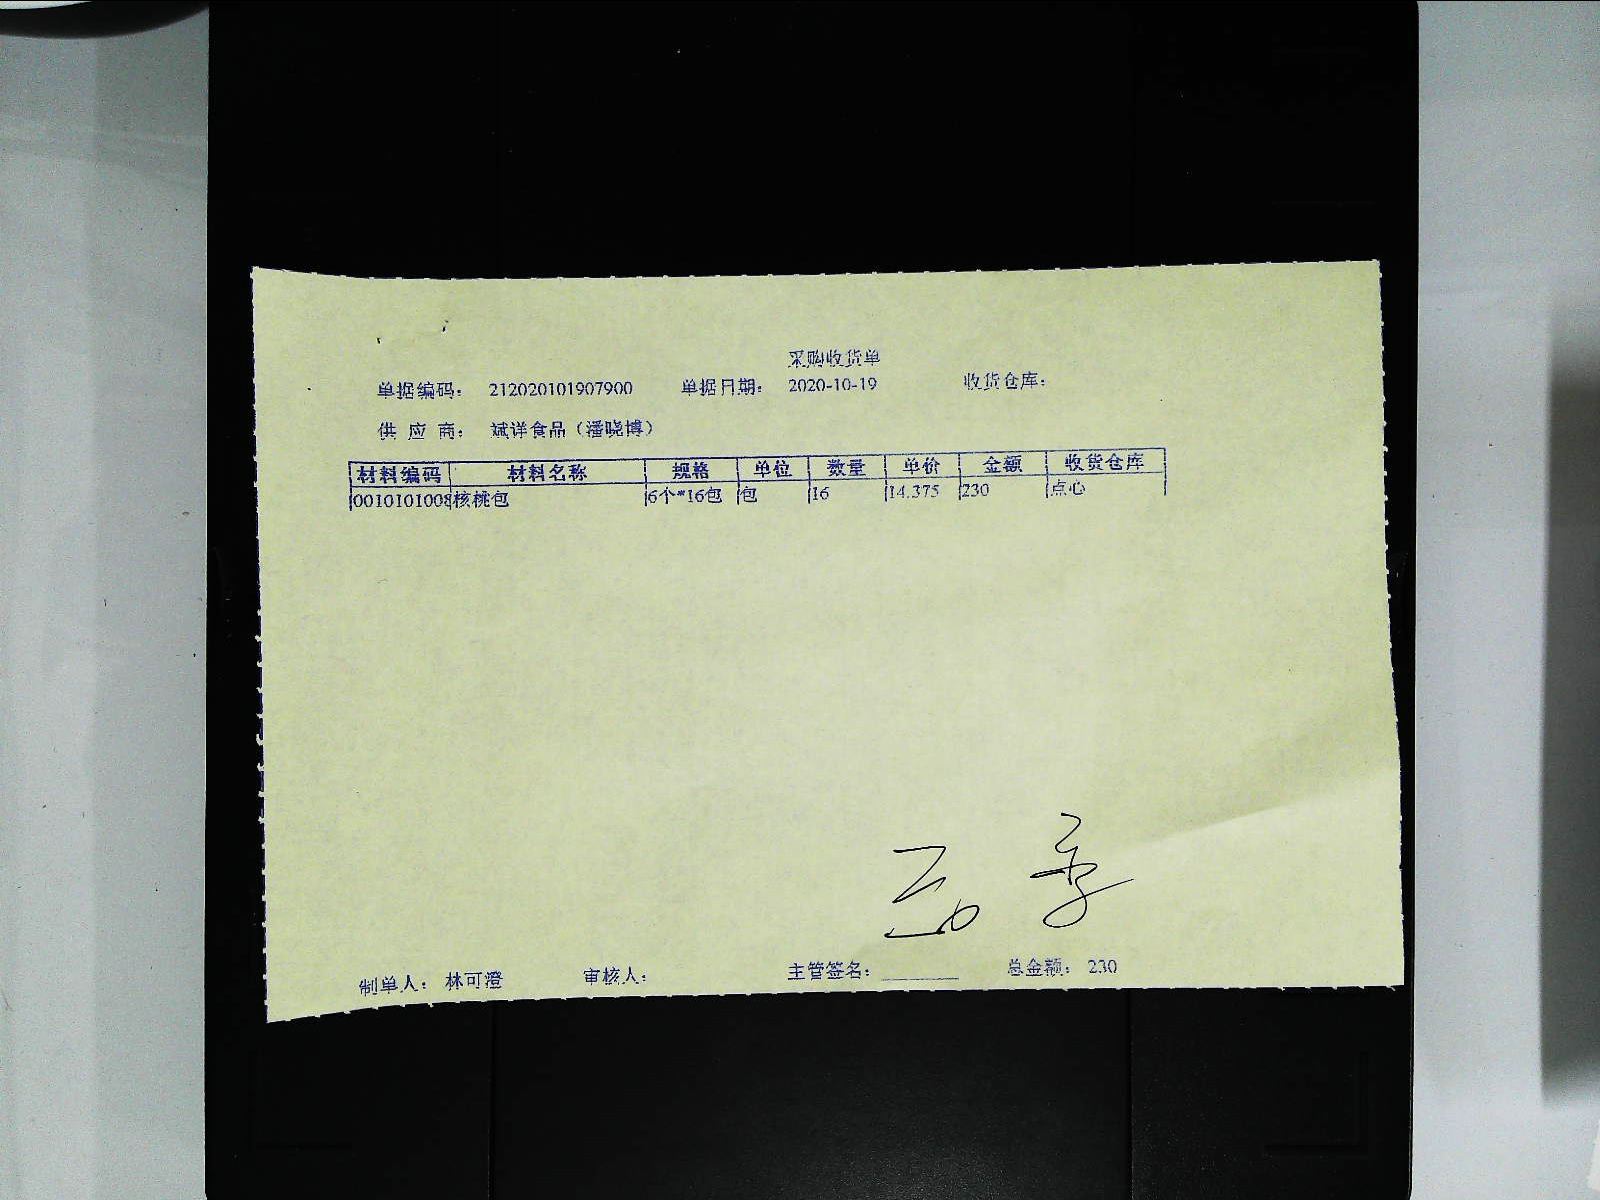 采购收货单
单据编码: 212020101907900 单据日期: 2020-10-19 收货仓库:
供 应 商: 斌洋食品（潘晓博）
材料编码 材料名称 规格 单位 数量 单价 金额 收货仓库
0010101008 核桃包 6个*16包 包 16 14.375 230 点心
制单人: 林可澄 审核人: 主管签名: ________ 总金额: 230